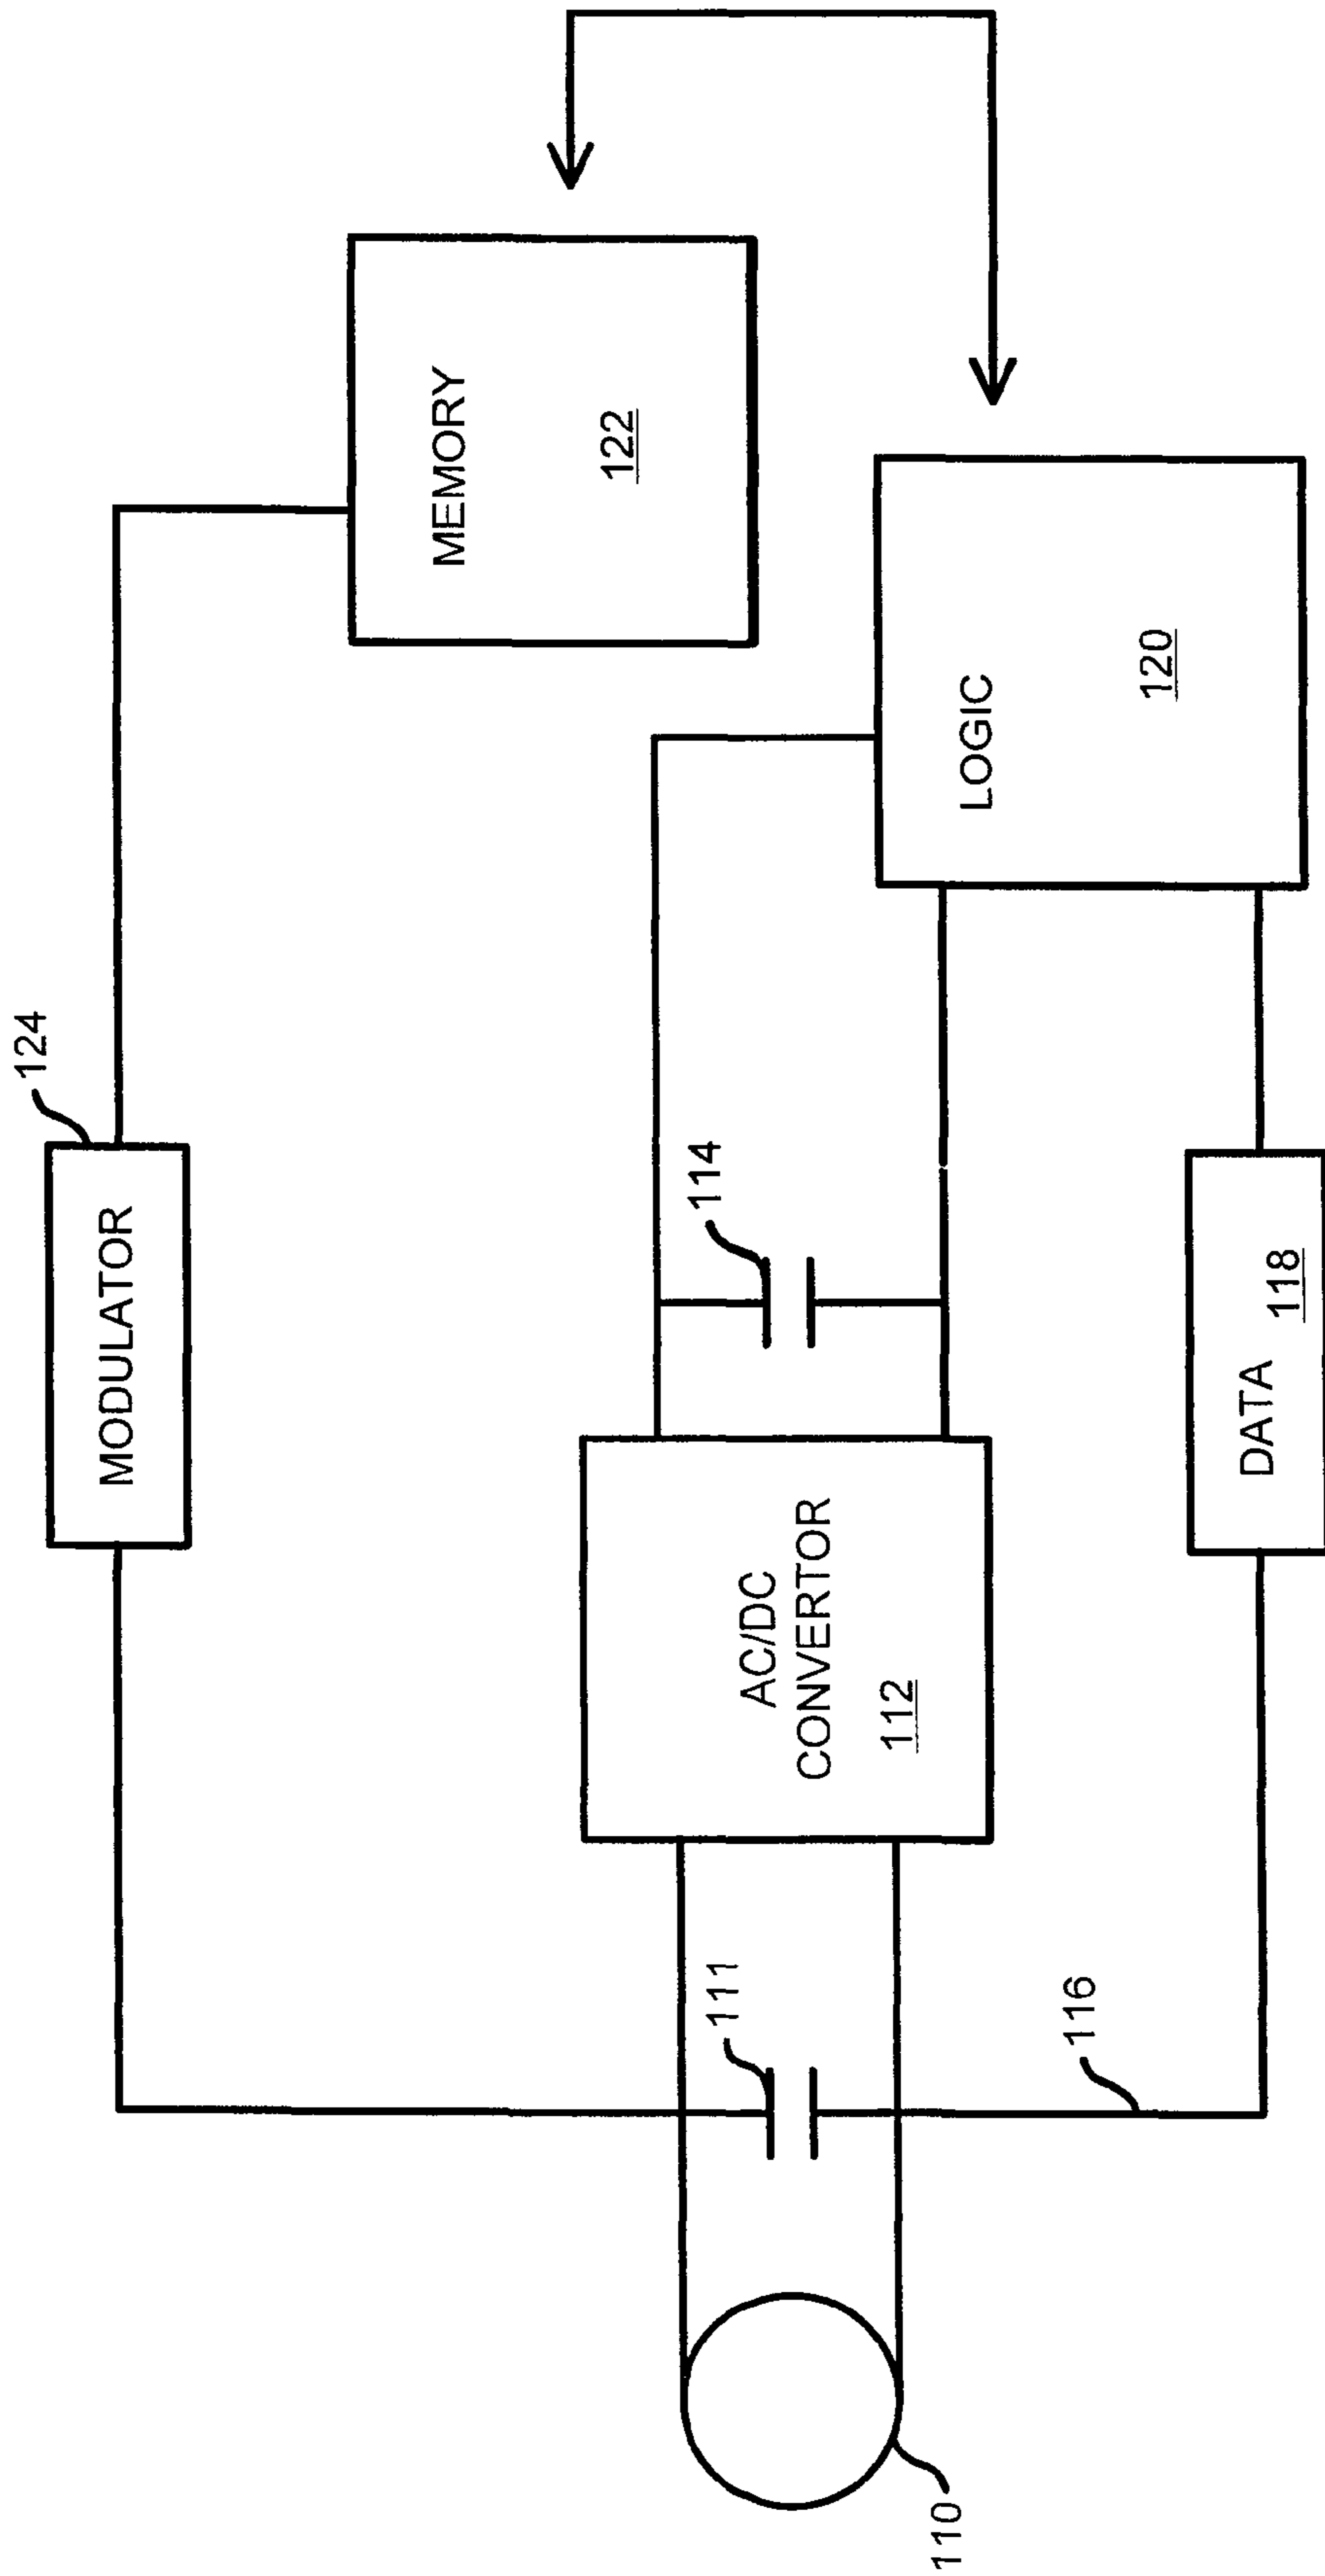 MODULATOR
124
MEMORY
122
AC/DC
CONVERTOR
112
111
114
LOGIC
120
110
116
DATA
118